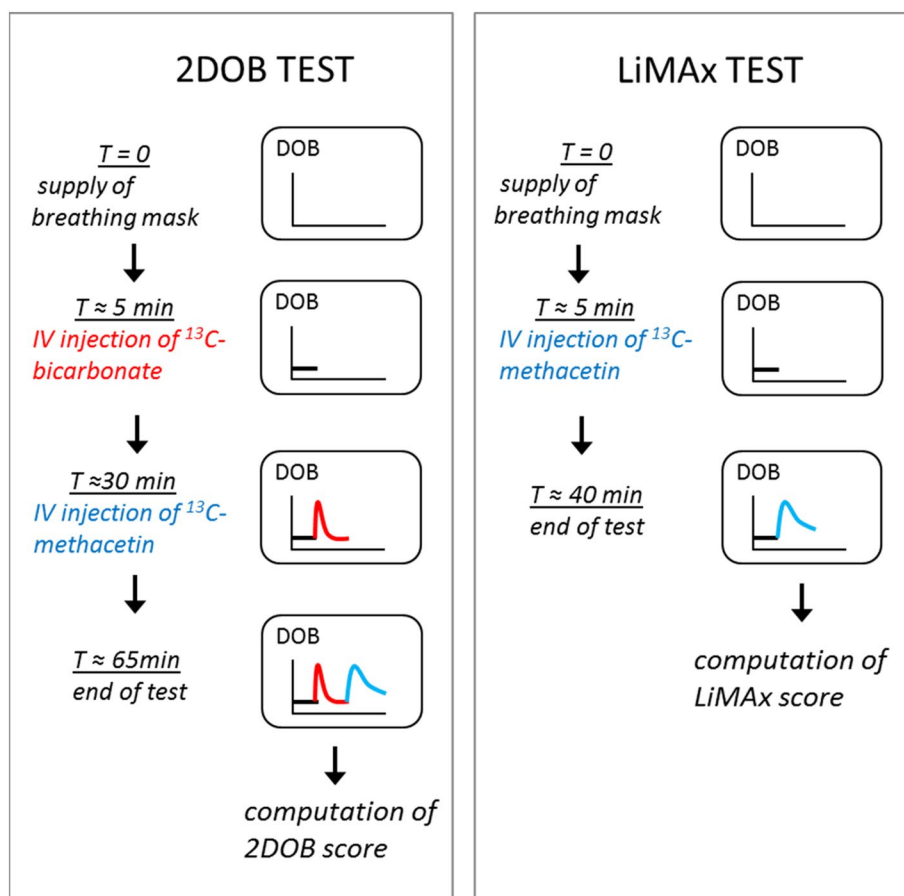 2DOB TEST
T = 0
supply of
breathing mask
DOB
T ≈ 5 min
IV injection of ¹³C-
bicarbonate
DOB
T ≈30 min
IV injection of ¹³C-
methacetin
DOB
T ≈ 65min
end of test
DOB
computation of
2DOB score
LiMAx TEST
T = 0
supply of
breathing mask
DOB
T ≈ 5 min
IV injection of ¹³C-
methacetin
DOB
T ≈ 40 min
end of test
DOB
computation of
LiMAx score